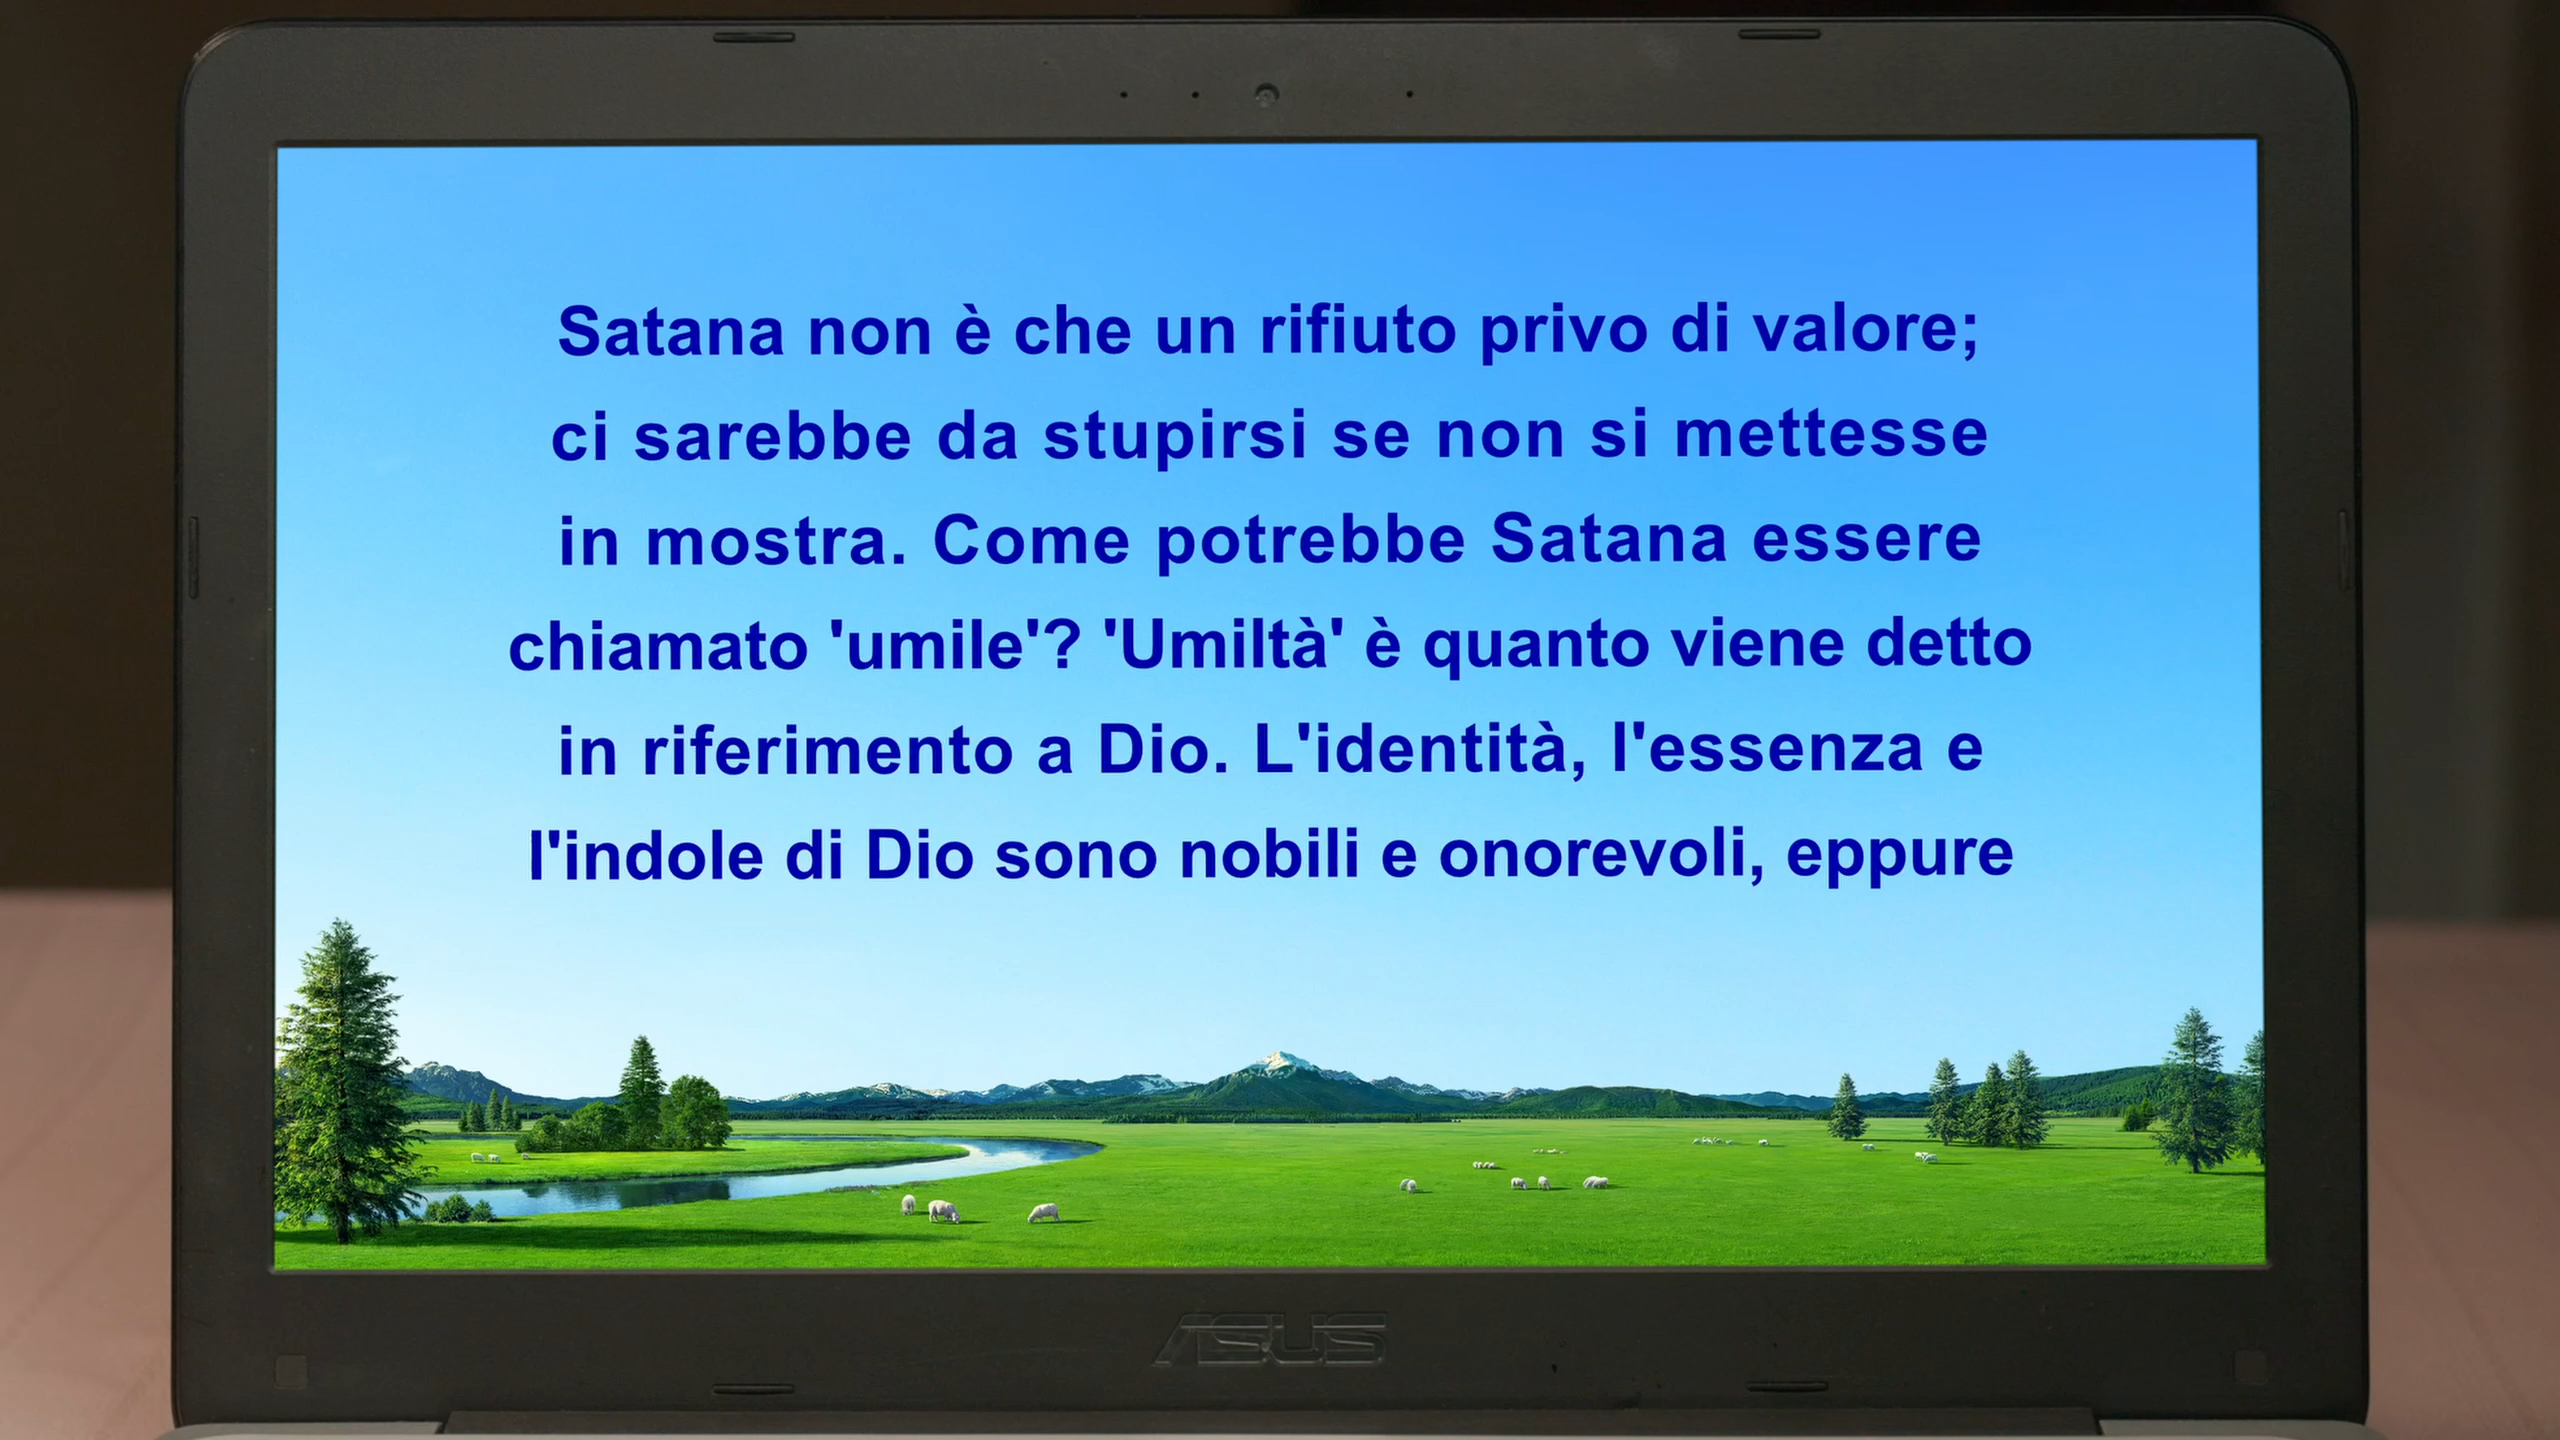 Satana non è che un rifiuto privo di valore;
ci sarebbe da stupirsi se non si mettesse
in mostra. Come potrebbe Satana essere
chiamato 'umile'? 'Umiltà' è quanto viene detto
in riferimento a Dio. L'identità, l'essenza e
l'indole di Dio sono nobili e onorevoli, eppure
ASUS